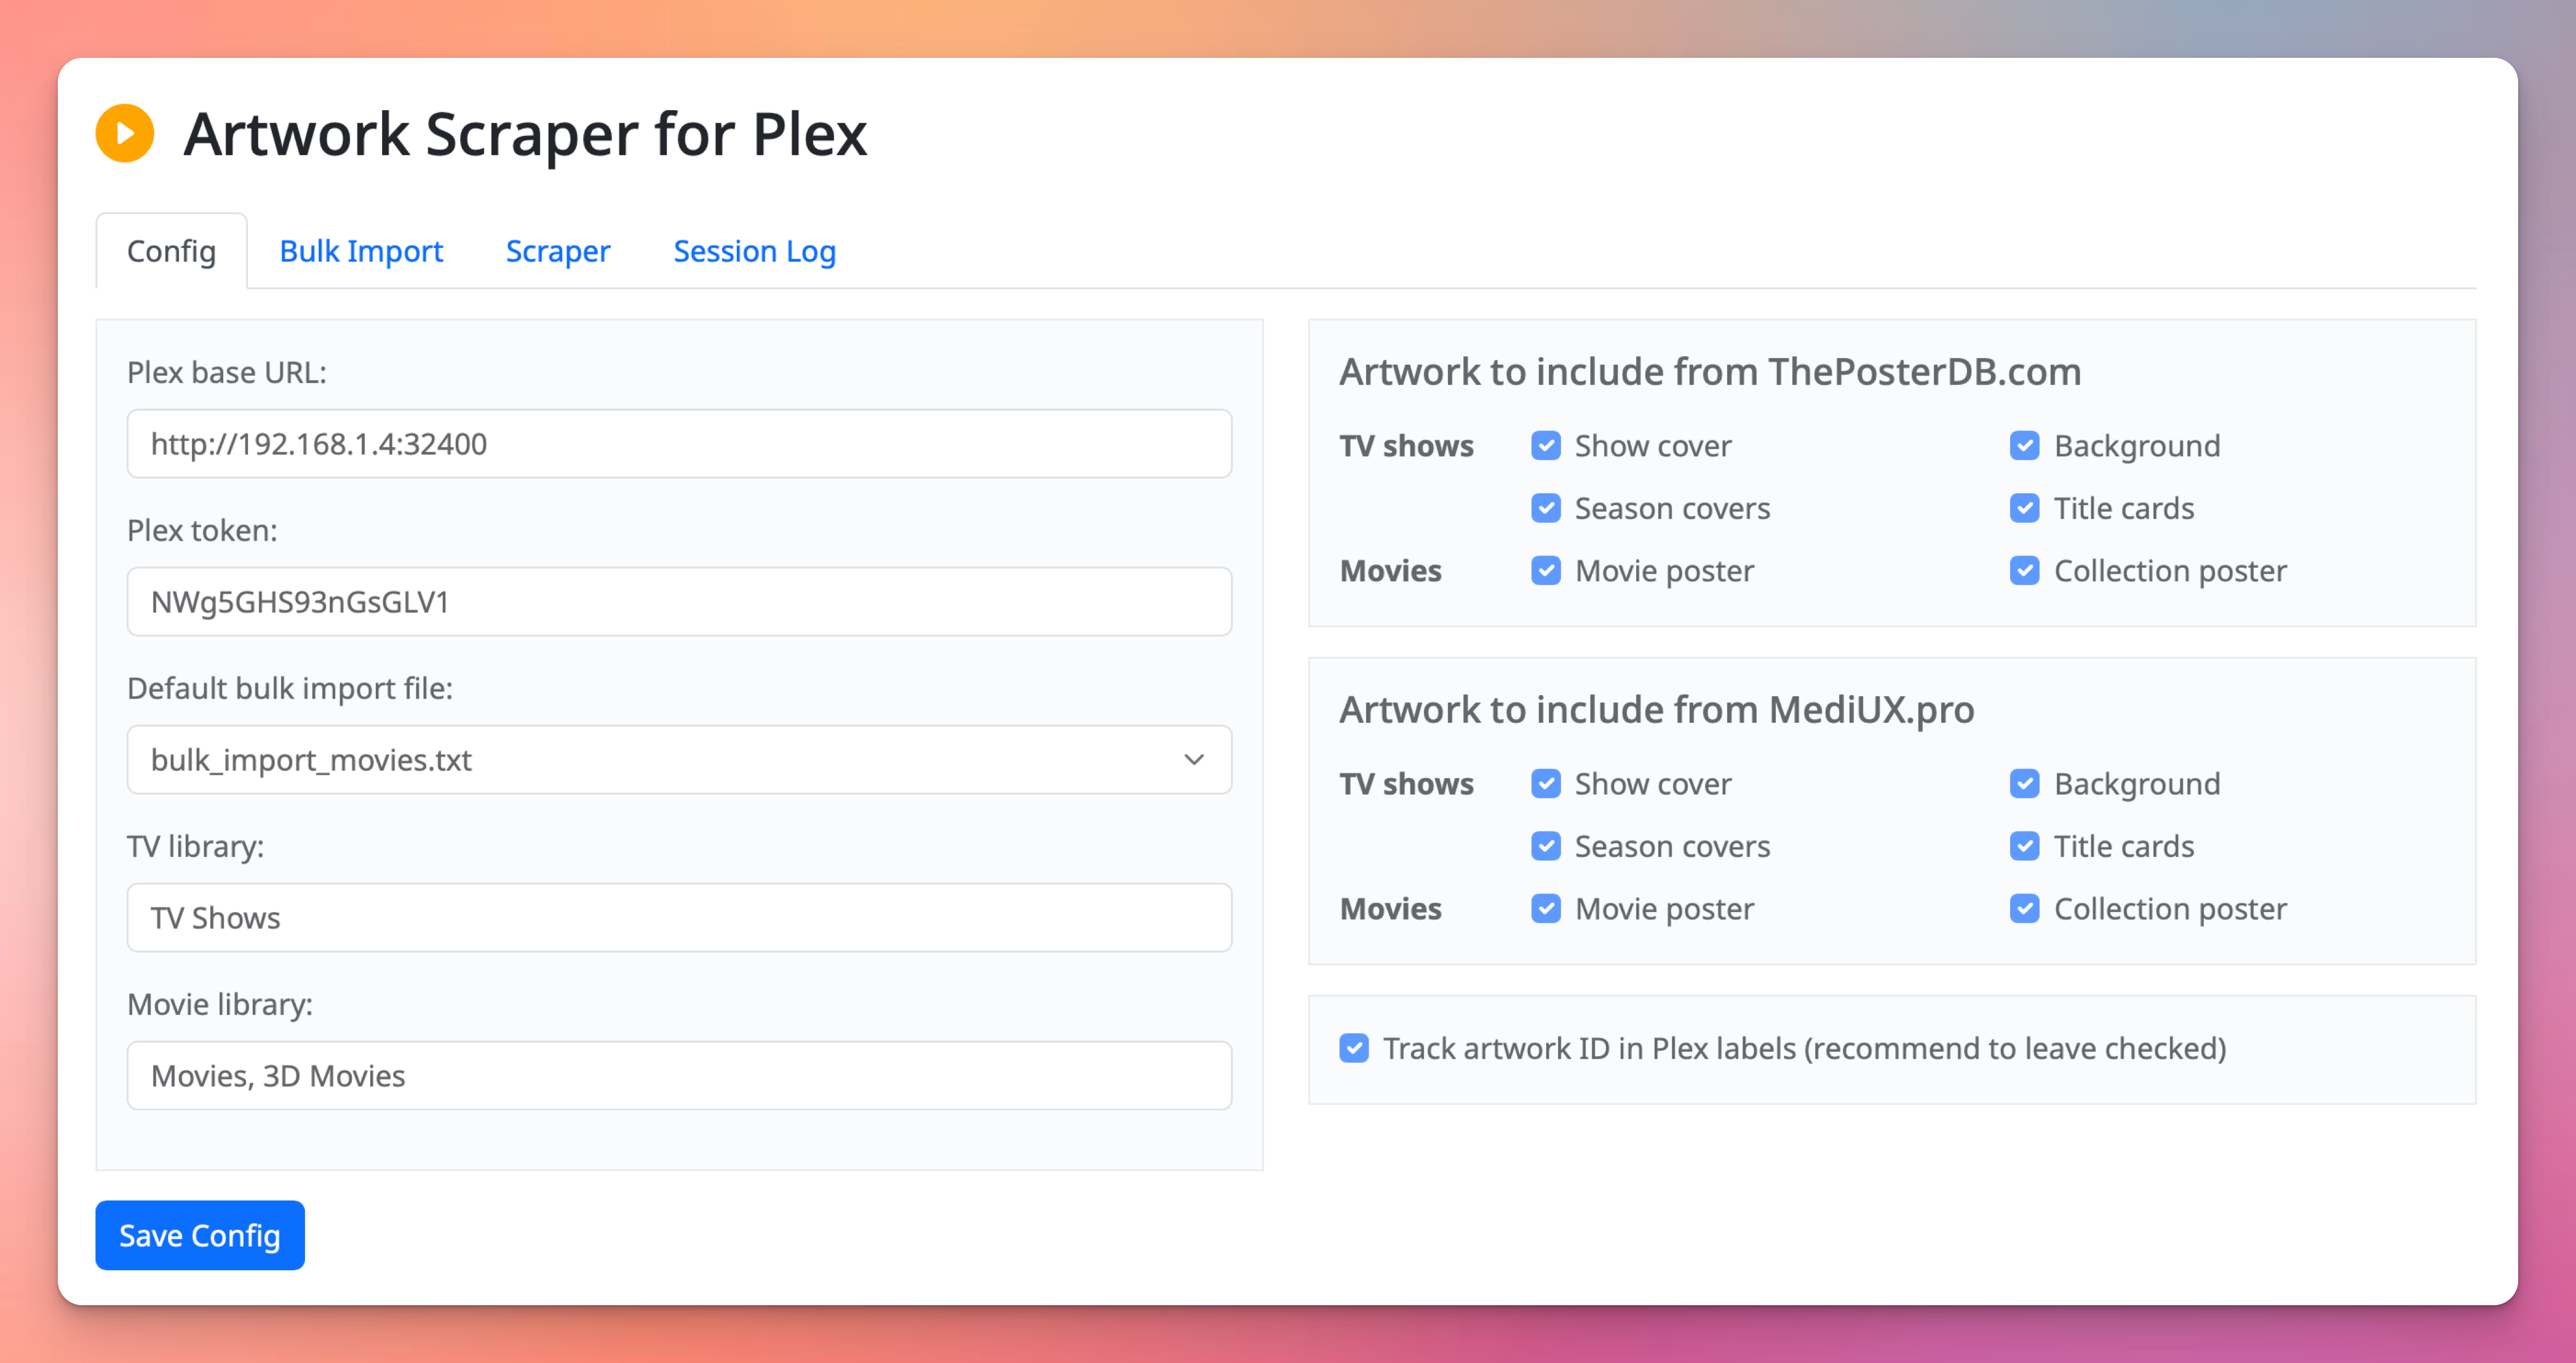 Artwork Scraper for Plex
Config
Bulk Import
Scraper
Session Log
Plex base URL:
http://192.168.1.4:32400
Plex token:
NWg5GHS93nGsGLV1
Default bulk import file:
bulk_import_movies.txt
TV library:
TV Shows
Movie library:
Movies, 3D Movies
Save Config
Artwork to include from ThePosterDB.com
TV shows
Show cover
Background
Season covers
Title cards
Movies
Movie poster
Collection poster
Artwork to include from MediUX.pro
TV shows
Show cover
Background
Season covers
Title cards
Movies
Movie poster
Collection poster
Track artwork ID in Plex labels (recommend to leave checked)